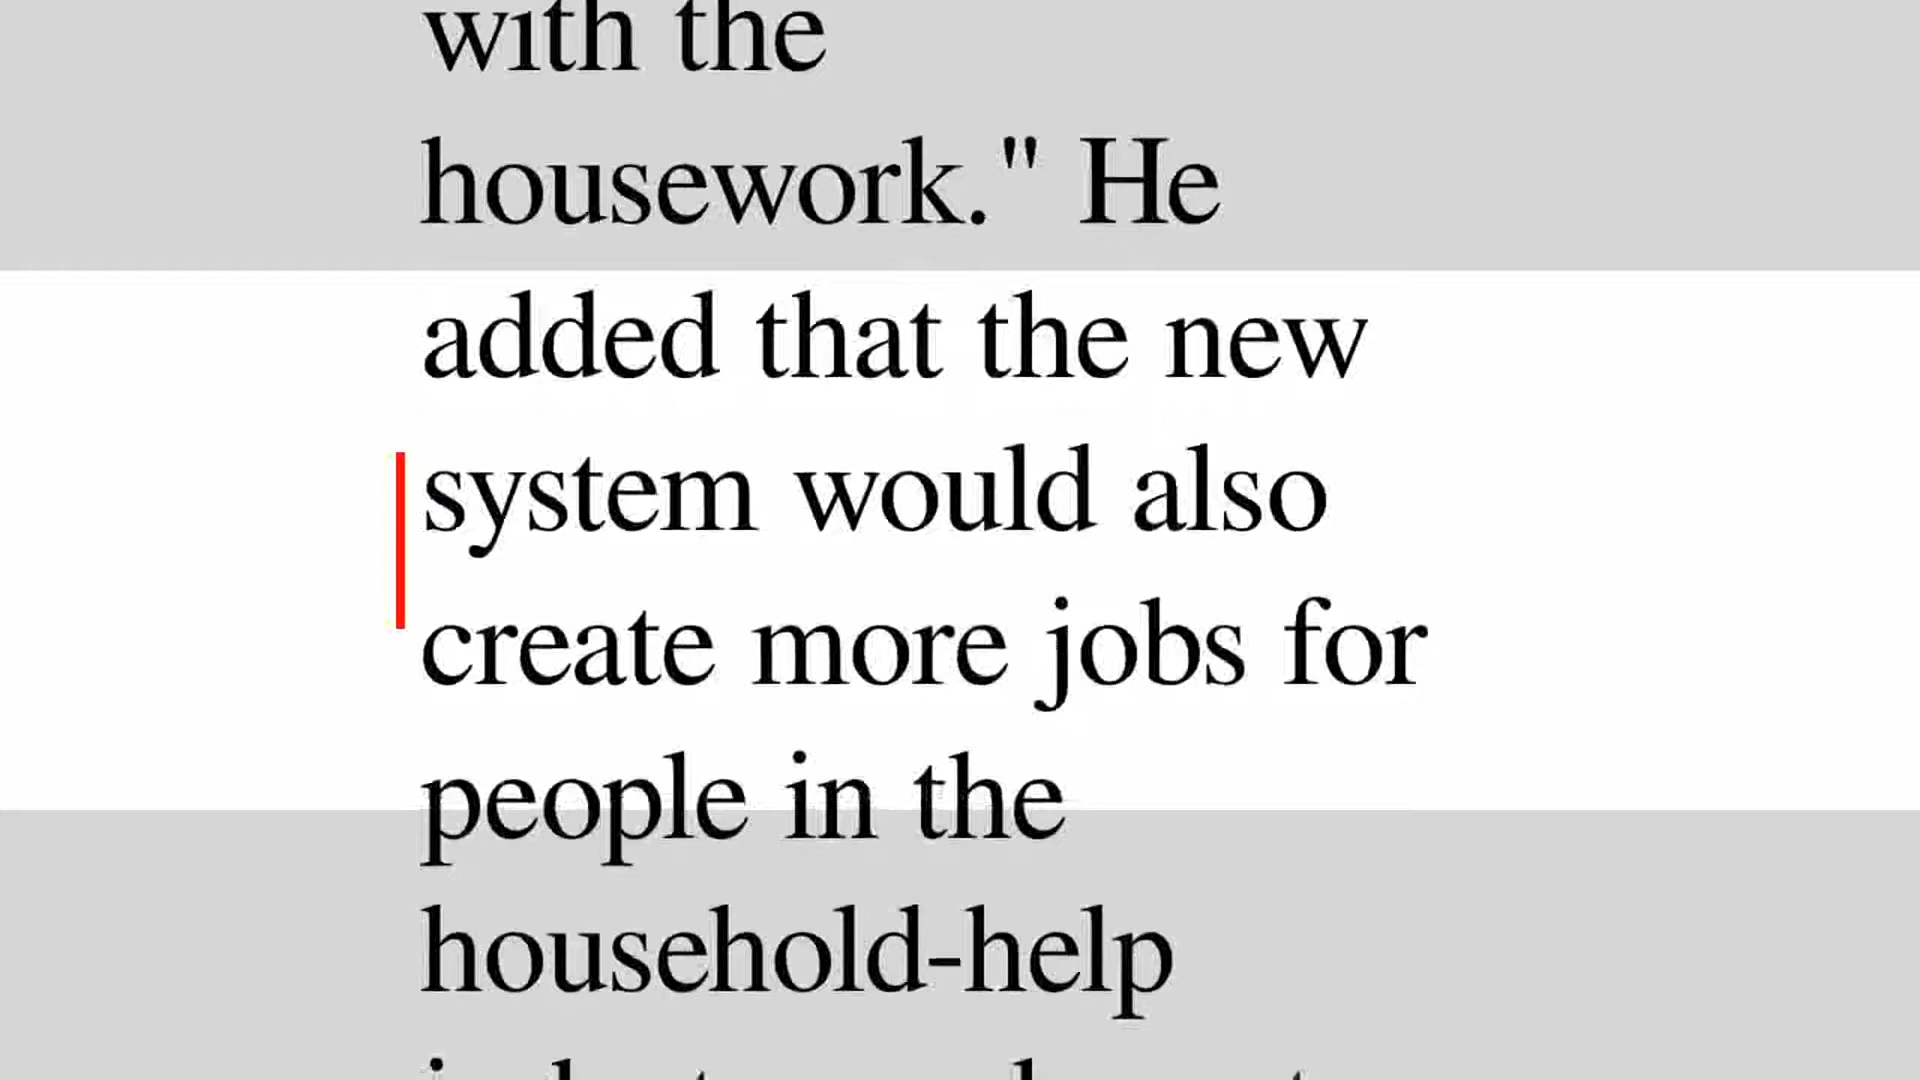 with the
housework." He
added that the new
system would also
create more jobs for
people in the
household-help